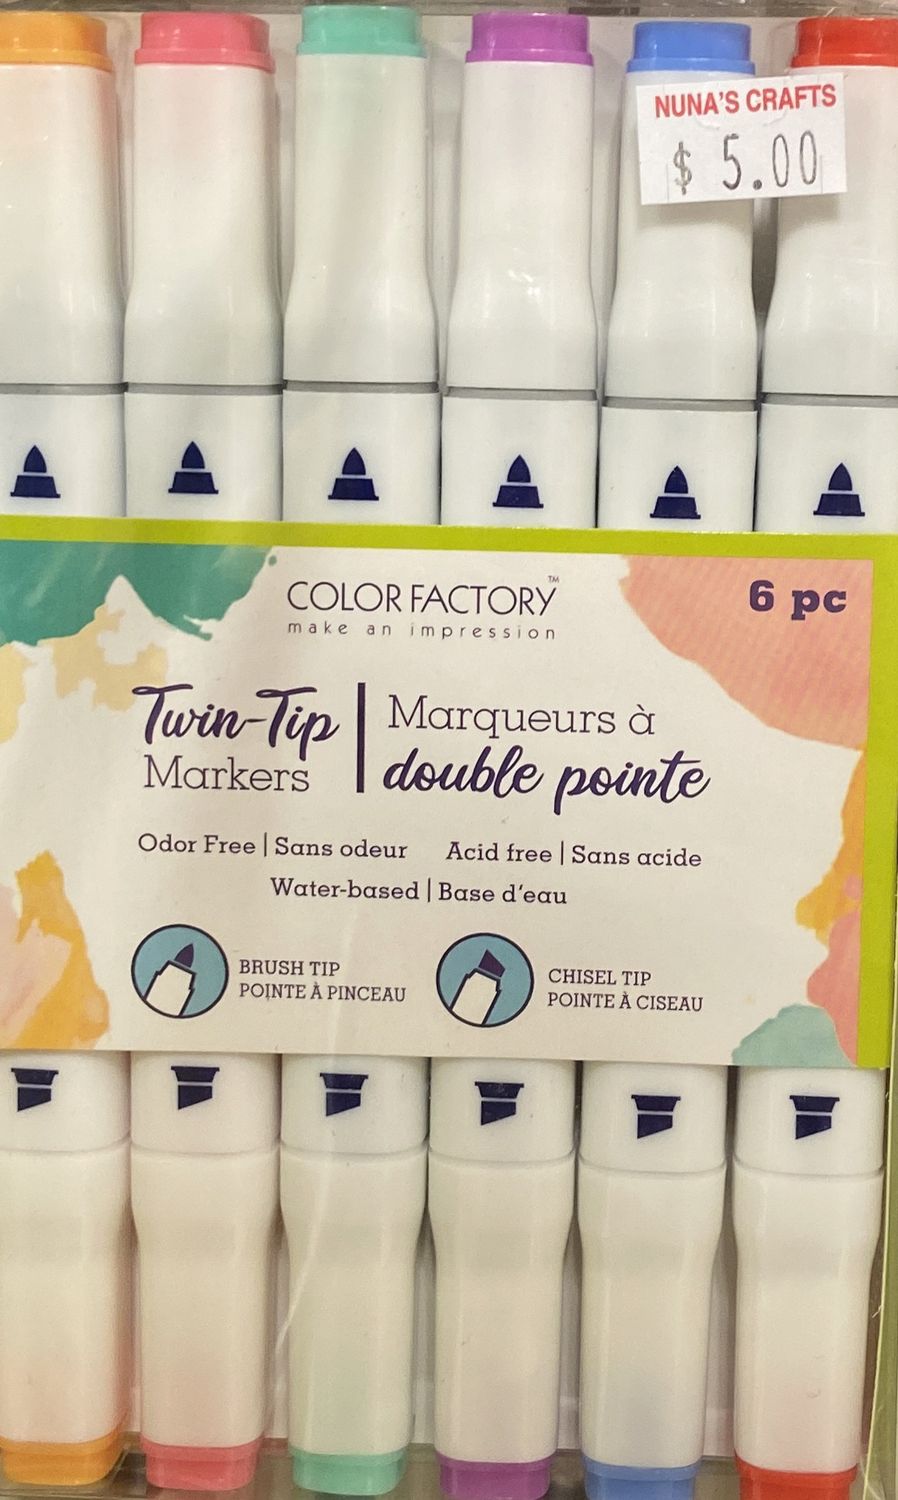 NUNA'S CRAFTS
$ 5.00
COLOR FACTORY™
make an impression
6 pc
Twin-Tip
Markers
Marqueurs à
double pointe
Odor Free | Sans odeur Acid free | Sans acide
Water-based | Base d'eau
BRUSH TIP
POINTE À PINCEAU
CHISEL TIP
POINTE À CISEAU